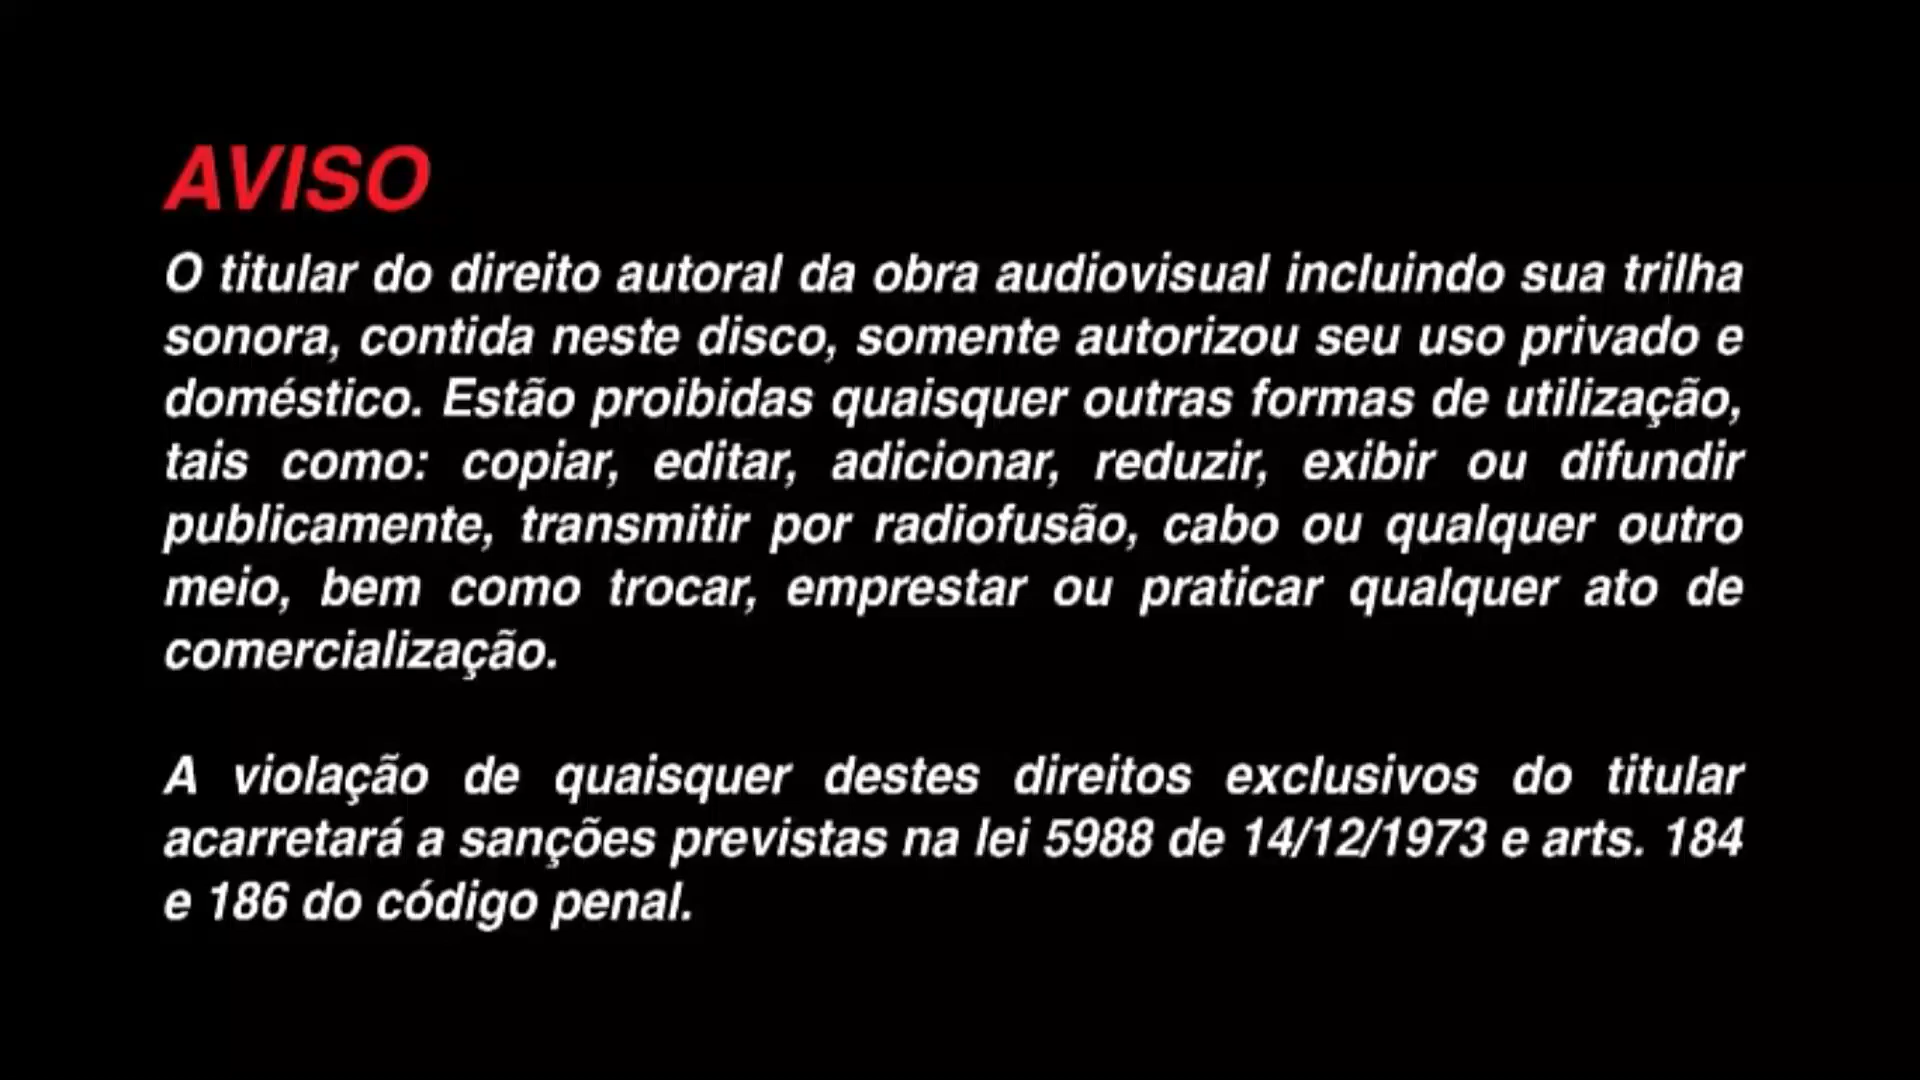 AVISO
O titular do direito autoral da obra audiovisual incluindo sua trilha
sonora, contida neste disco, somente autorizou seu uso privado e
doméstico. Estão proibidas quaisquer outras formas de utilização,
tais como: copiar, editar, adicionar, reduzir, exibir ou difundir
publicamente, transmitir por radiofusão, cabo ou qualquer outro
meio, bem como trocar, emprestar ou praticar qualquer ato de
comercialização.
A violação de quaisquer destes direitos exclusivos do titular
acarretará a sanções previstas na lei 5988 de 14/12/1973 e arts. 184
e 186 do código penal.